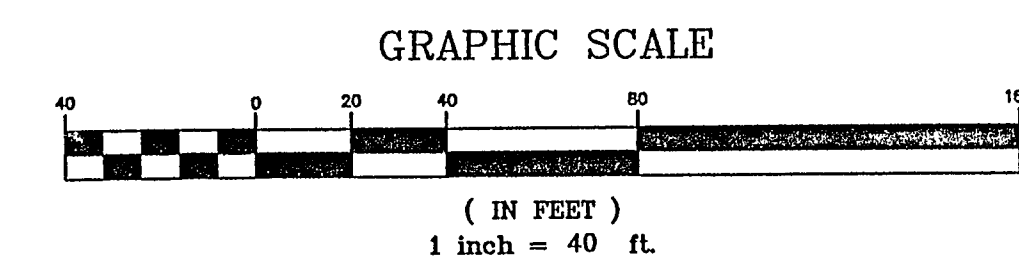 GRAPHIC SCALE
40 0 20 40 80
( IN FEET )
1 inch = 40 ft.